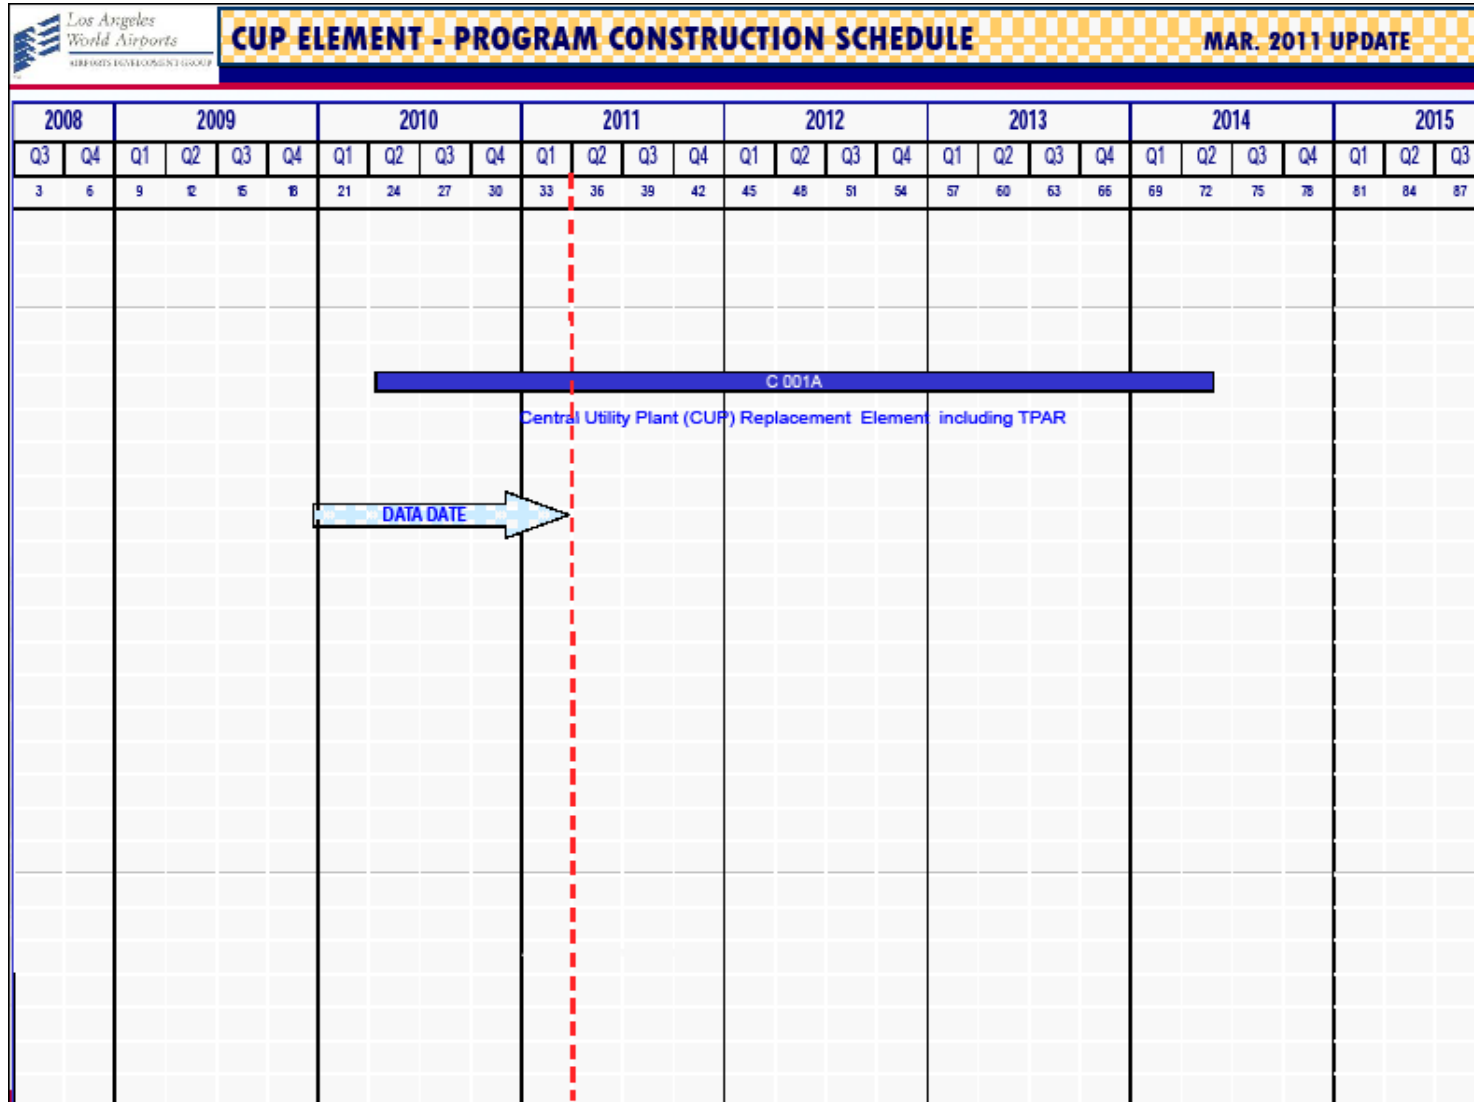 Los Angeles
World Airports
AIRPORTS DEVELOPMENT GROUP
CUP ELEMENT - PROGRAM CONSTRUCTION SCHEDULE MAR. 2011 UPDATE
2008 2009 2010 2011 2012 2013 2014 2015
Q3 Q4 Q1 Q2 Q3 Q4 Q1 Q2 Q3 Q4 Q1 Q2 Q3 Q4 Q1 Q2 Q3 Q4 Q1 Q2 Q3 Q4 Q1 Q2 Q3 Q4 Q1 Q2 Q3
3 6 9 12 15 18 21 24 27 30 33 36 39 42 45 48 51 54 57 60 63 66 69 72 75 78 81 84 87
C 001A
Central Utility Plant (CUP) Replacement Element including TPAR
DATA DATE